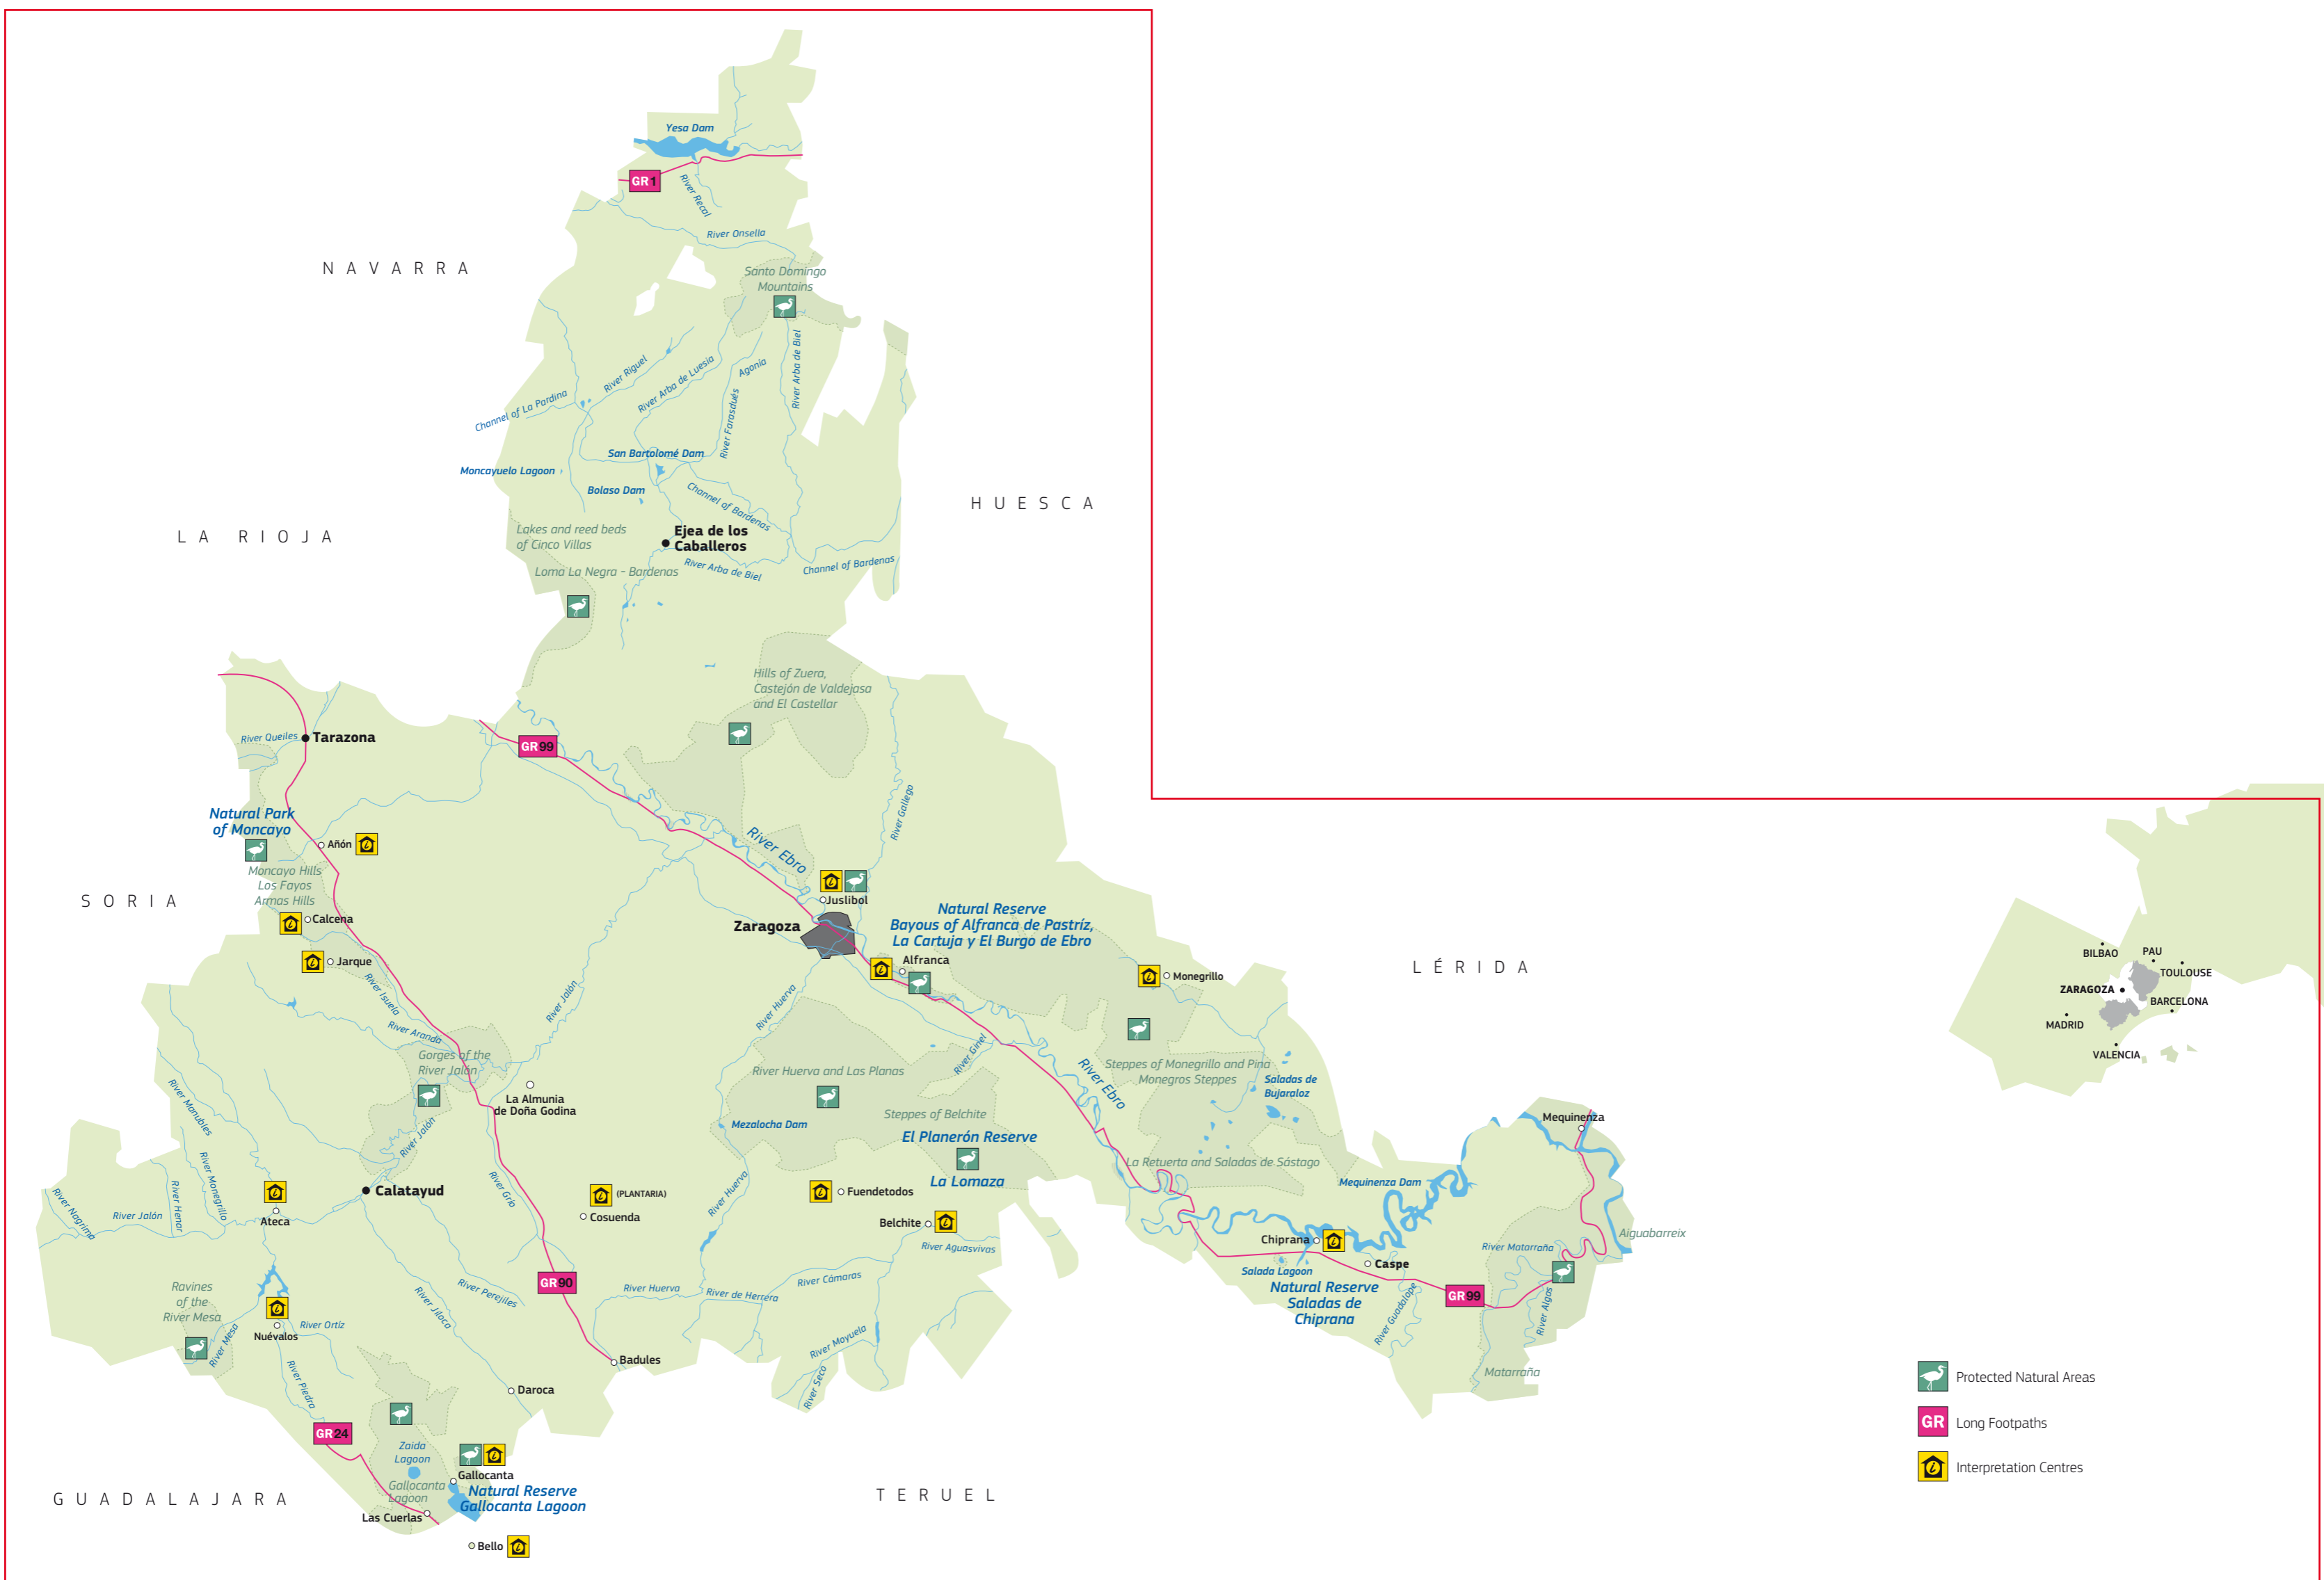 Yesa Dam
GR 1
River Recal
River Onsella
NAVARRA
Santo Domingo
Mountains
River Riguel
River Arba de Luesia
Agonía
River Arba de Biel
River Farasdués
Channel of La Pardina
San Bartolomé Dam
Moncayuelo Lagoon
Bolaso Dam
Channel of Bardenas
HUESCA
LA RIOJA
Lakes and reed beds
of Cinco Villas
Ejea de los
Caballeros
Loma La Negra - Bardenas
River Arba de Biel
Channel of Bardenas
Hills of Zuera,
Castejón de Valdejasa
and El Castellar
River Queiles
Tarazona
GR 99
Natural Park
of Moncayo
Añón
River Ebro
River Gallego
Moncayo Hills
Los Fayos
Armas Hills
SORIA
Calcena
Juslibol
Zaragoza
Natural Reserve
Bayous of Alfranca de Pastríz,
La Cartuja y El Burgo de Ebro
Jarque
Alfranca
Monegrillo
LÉRIDA
River Isuela
River Jalón
River Huerva
River Aranda
Gorges of the
River Jalón
River Ginel
River Huerva and Las Planas
River Ebro
Steppes of Monegrillo and Pina
Monegros Steppes
Saladas de
Bujaraloz
La Almunia
de Doña Godina
River Manubles
River Jalón
Mezalocha Dam
Steppes of Belchite
El Planerón Reserve
La Lomaza
Mequinenza
La Retuerta and Saladas de Sástago
River Monegrillo
River Henar
River Nagrima
River Jalón
Ateca
Calatayud
River Grío
(PLANTARIA)
Cosuenda
River Huerva
Fuendetodos
Belchite
River Aguasvivas
Mequinenza Dam
Chiprana
Salada Lagoon
Caspe
Natural Reserve
Saladas de
Chiprana
River Guadalope
GR 99
River Matarraña
Aiguabarreix
River Algas
Matarraña
Ravines
of the
River Mesa
River Mesa
Nuévalos
River Ortiz
River Piedra
River Jiloca
River Perejiles
GR 90
River Huerva
River de Herrera
River Cámaras
River Moyuela
River Seco
Badules
Daroca
GR 24
Zaida
Lagoon
Gallocanta
Lagoon
Gallocanta
Natural Reserve
Gallocanta Lagoon
Las Cuerlas
Bello
GUADALAJARA
TERUEL
BILBAO
PAU
TOULOUSE
ZARAGOZA
BARCELONA
MADRID
VALENCIA
Protected Natural Areas
GR Long Footpaths
Interpretation Centres